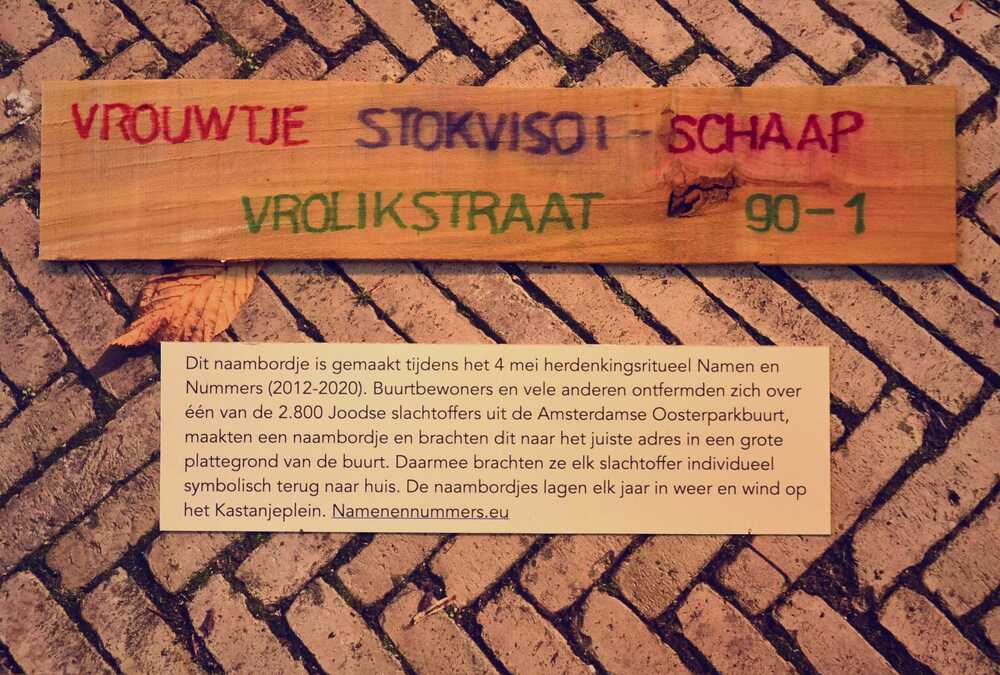 VROUWTJE STOKVISOI - SCHAAP
VROLIKSTRAAT 90-1
Dit naambordje is gemaakt tijdens het 4 mei herdenkingsritueel Namen en
Nummers (2012-2020). Buurtbewoners en vele anderen ontfermden zich over
één van de 2.800 Joodse slachtoffers uit de Amsterdamse Oosterparkbuurt,
maakten een naambordje en brachten dit naar het juiste adres in een grote
plattegrond van de buurt. Daarmee brachten ze elk slachtoffer individueel
symbolisch terug naar huis. De naambordjes lagen elk jaar in weer en wind op
het Kastanjeplein. Namenennummers.eu